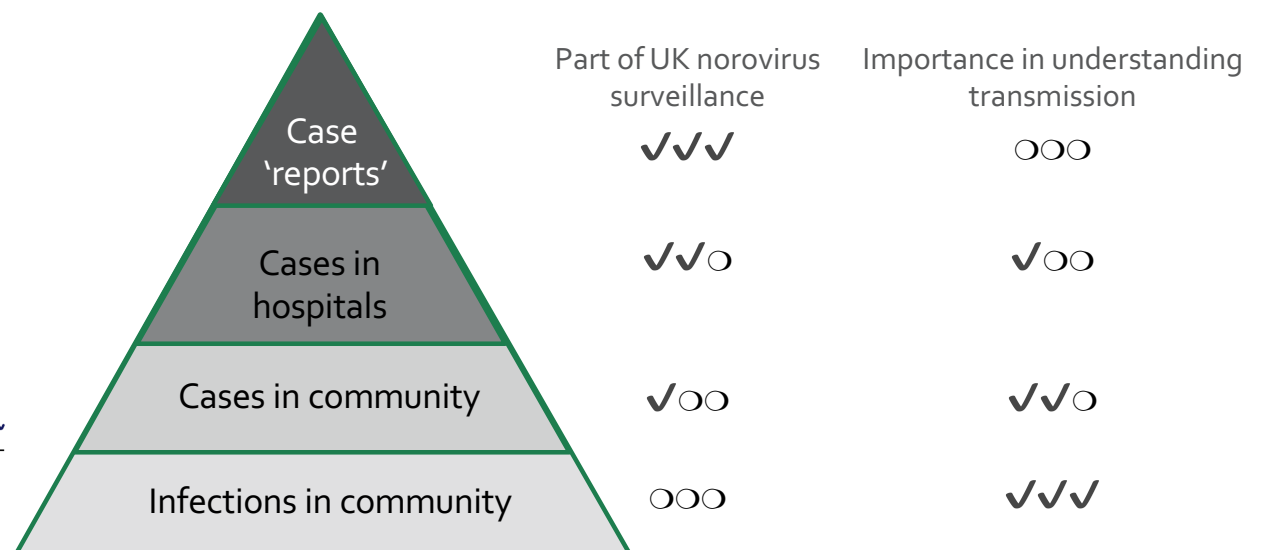 Part of UK norovirus
surveillance
Importance in understanding
transmission
Case
‘reports’
✔✔✔
❍❍❍
Cases in
hospitals
✔✔❍
✔❍❍
Cases in community
✔❍❍
✔✔❍
Infections in community
❍❍❍
✔✔✔